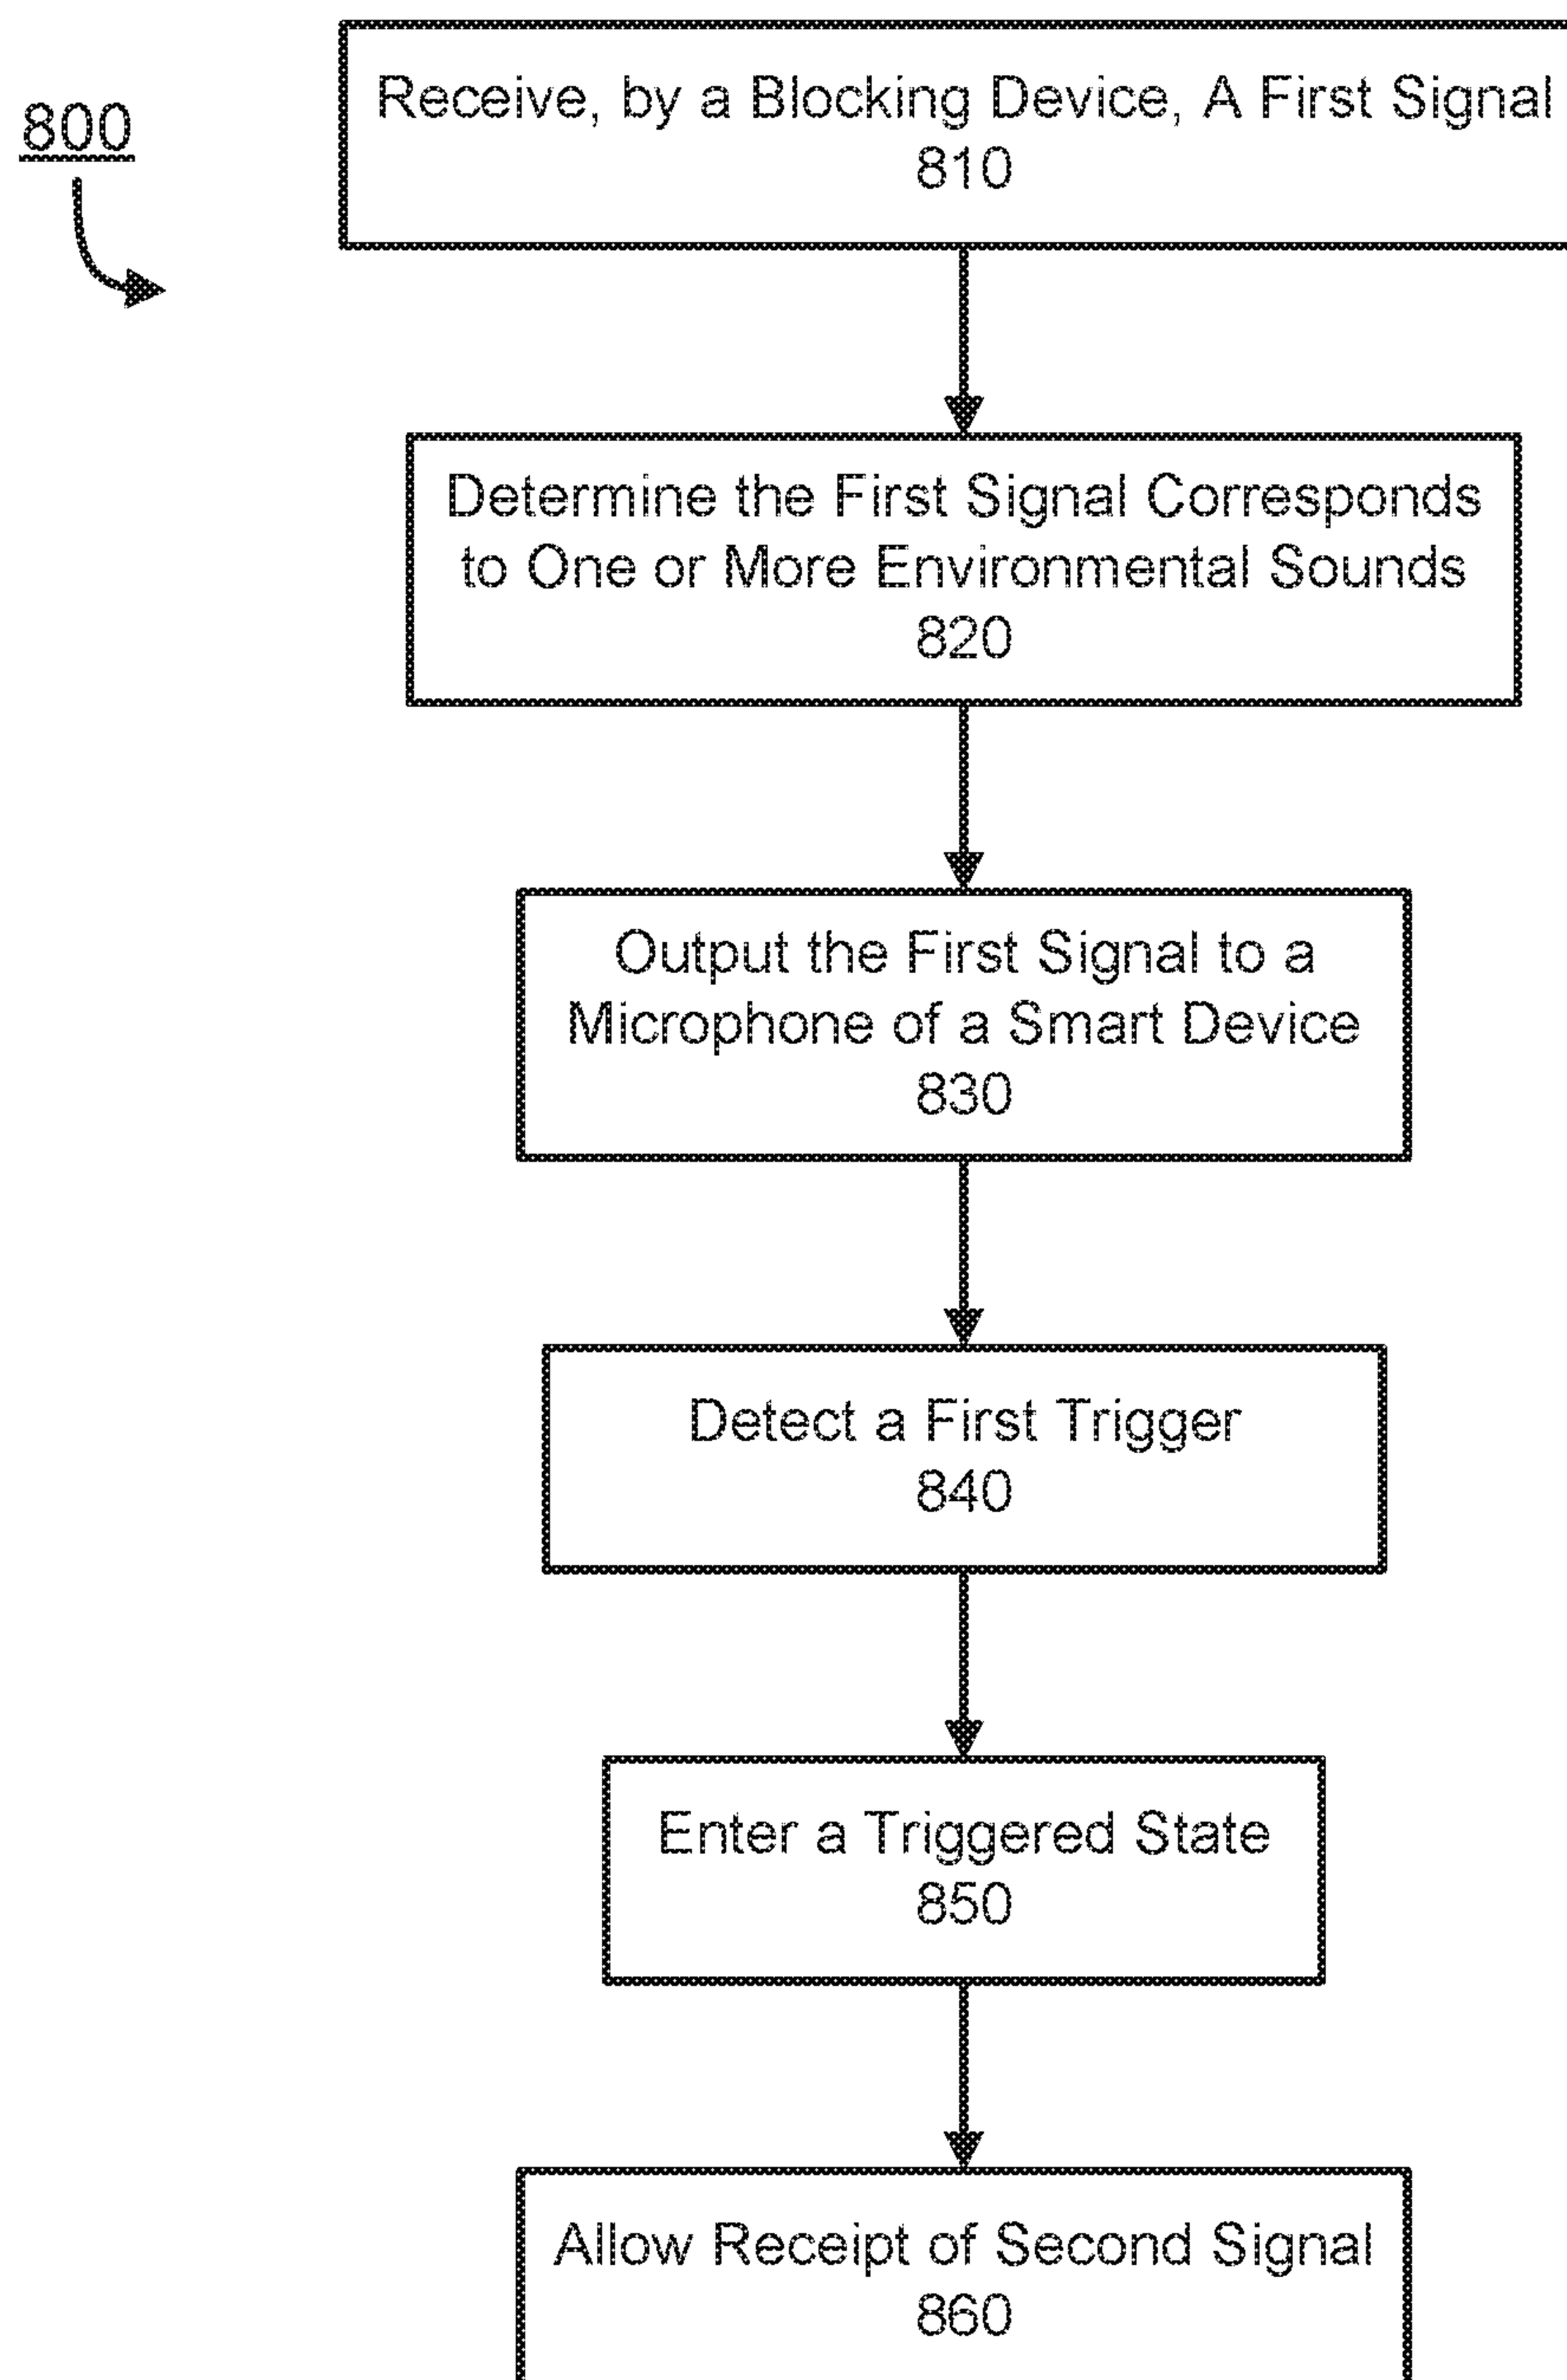 800
Receive, by a Blocking Device, A First Signal
810
Determine the First Signal Corresponds
to One or More Environmental Sounds
820
Output the First Signal to a
Microphone of a Smart Device
830
Detect a First Trigger
840
Enter a Triggered State
850
Allow Receipt of Second Signal
860